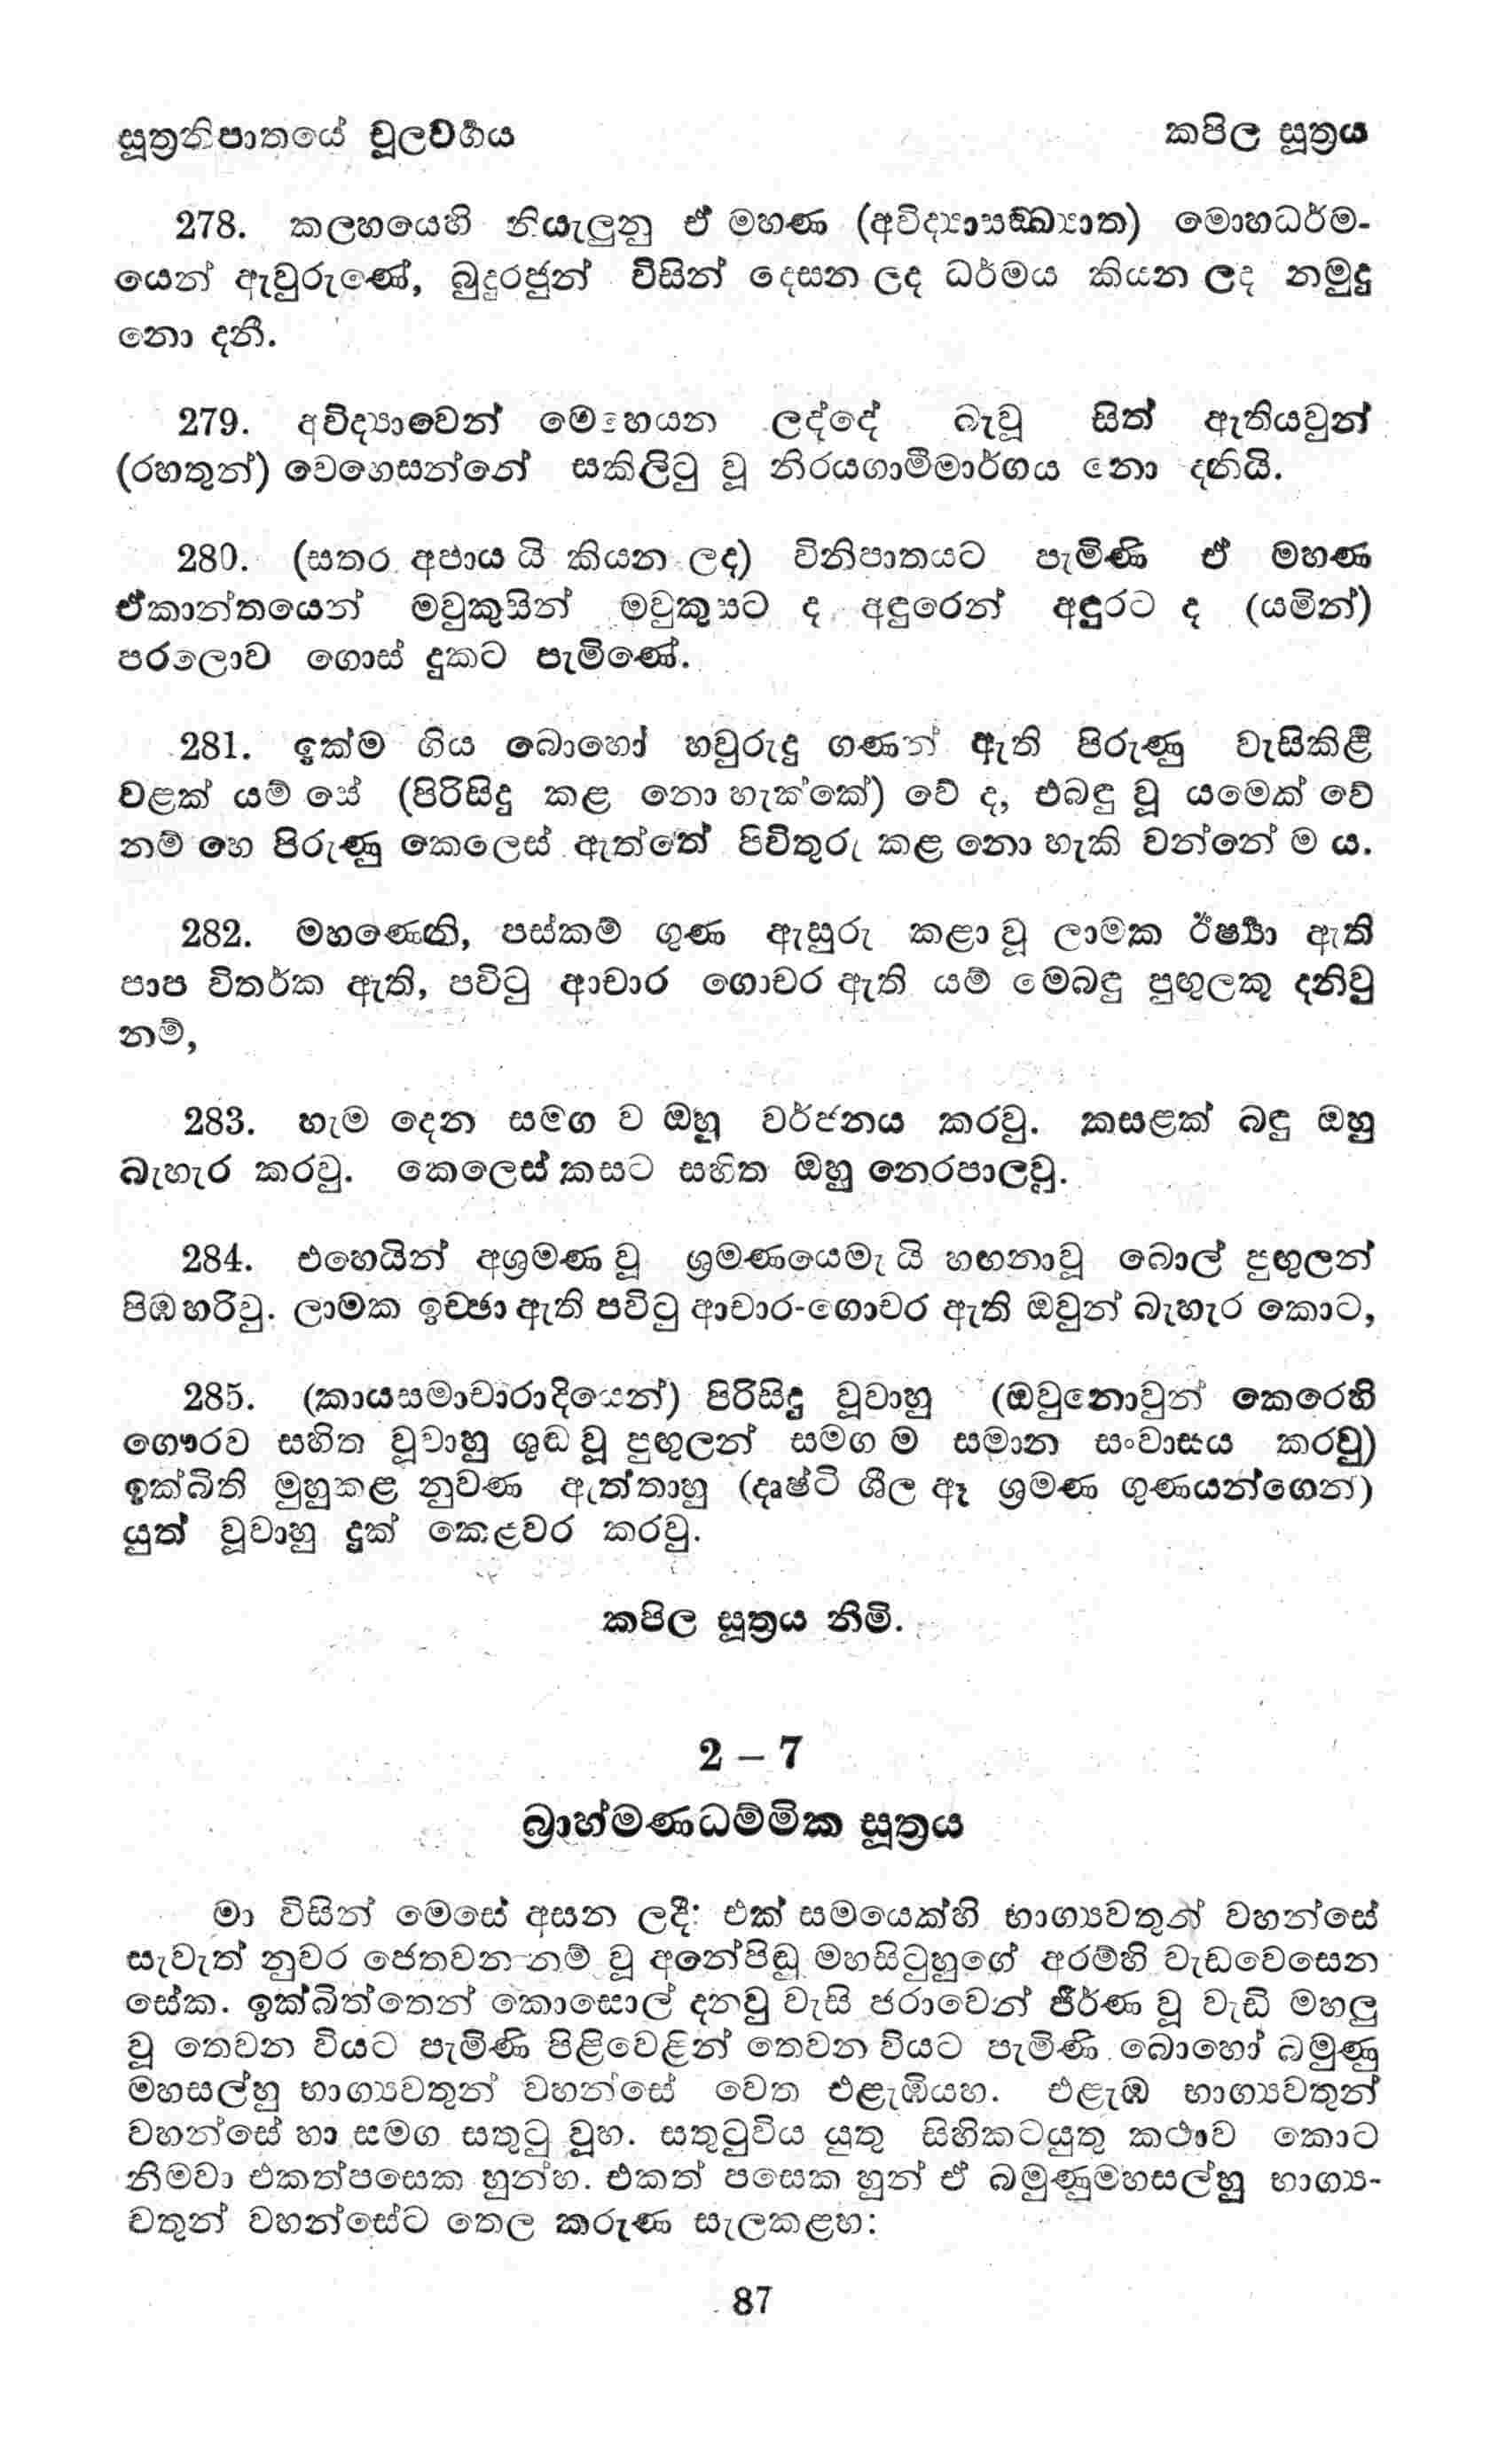 සූත්‍රනිපාතයේ චූලවර්‍ගය
කපිල සූත්‍රය
278. කලහයෙහි නියැලුනු ඒ මහණ (අවිද්‍යාසඞ්ඛ්‍යාත) මොහධර්ම-
යෙන් ඇවුරුණේ, බුදුරජුන් විසින් දෙසන ලද ධර්මය කියන ලද නමුදු
නො දනී.
279. අවිද්‍යාවෙන් මෙහෙයන ලද්දේ බැවූ සිත් ඇතියවුන්
(රහතුන්) වෙහෙසන්නේ සකිලිටු වූ නිරයගාමීමාර්ගය නො දනියි.
280. (සතර අපාය යි කියන ලද) විනිපාතයට පැමිණි ඒ මහණ
ඒකාන්තයෙන් මවුකුසින් මවුකුසට ද අඳුරෙන් අඳුරට ද (යමින්)
පරලොව ගොස් දුකට පැමිණේ.
281. ඉක්ම ගිය බොහෝ හවුරුදු ගණන් ඇති පිරුණු වැසිකිළි
වළක් යම් සේ (පිරිසිදු කළ නො හැක්කේ) වේ ද, එබඳු වූ යමෙක් වේ
නම් හෙ පිරුණු කෙලෙස් ඇත්තේ පිවිතුරු කළ නො හැකි වන්නේ ම ය.
282. මහණෙනි, පස්කම් ගුණ ඇසුරු කළා වූ ලාමක ඊර්‍ෂ්‍යා ඇති
පාප විතර්ක ඇති, පවිටු ආචාර ගොචර ඇති යම් මෙබඳු පුඟුලකු දනිවු
නම්,
283. හැම දෙන සමග ව ඔහු වර්ජනය කරවු. කසළක් බඳු ඔහු
බැහැර කරවු. කෙලෙස් කසට සහිත ඔහු නෙරපාලවු.
284. එහෙයින් අශ්‍රමණ වූ ශ්‍රමණයෙමැ යි හඟනාවූ බොල් පුඟුලන්
පිඹ හරිවු. ලාමක ඉච්ඡා ඇති පවිටු ආචාර-ගොචර ඇති ඔවුන් බැහැර කොට,
285. (කායසමාචාරාදියෙන්) පිරිසිදු වූවාහු (ඔවුනොවුන් කෙරෙහි
ගෞරව සහිත වූවාහු ශුද්‍ධ වූ පුඟුලන් සමග ම සමාන සංවාසය කරවු)
ඉක්බිති මුහුකළ නුවණ ඇත්තාහු (දෘෂ්ටි ශීල ඈ ශ්‍රමණ ගුණයන්ගෙන්)
යුත් වූවාහු දුක් කෙළවර කරවු.
කපිල සූත්‍රය නිමි.
2 – 7
බ්‍රාහ්මණධම්මික සූත්‍රය
මා විසින් මෙසේ අසන ලදී: එක් සමයෙක්හි භාග්‍යවතුන් වහන්සේ
සැවැත් නුවර ජෙතවන නම් වූ අනේපිඬු මහසිටුහුගේ අරම්හි වැඩවෙසෙන
සේක. ඉක්බිත්තෙන් කොසොල් දනවු වැසි ජරාවෙන් ජීර්ණ වූ වැඩි මහලු
වූ තෙවන වියට පැමිණි පිළිවෙළින් තෙවන වියට පැමිණි බොහෝ බමුණු
මහසල්හු භාග්‍යවතුන් වහන්සේ වෙත එළැඹියහ. එළැඹ භාග්‍යවතුන්
වහන්සේ හා සමග සතුටු වූහ. සතුටුවිය යුතු සිහිකටයුතු කථාව කොට
නිමවා එකත්පසෙක හුන්හ. එකත් පසෙක හුන් ඒ බමුණුමහසල්හු භාග්‍ය-
වතුන් වහන්සේට තෙල කරුණ සැලකළහ:
87